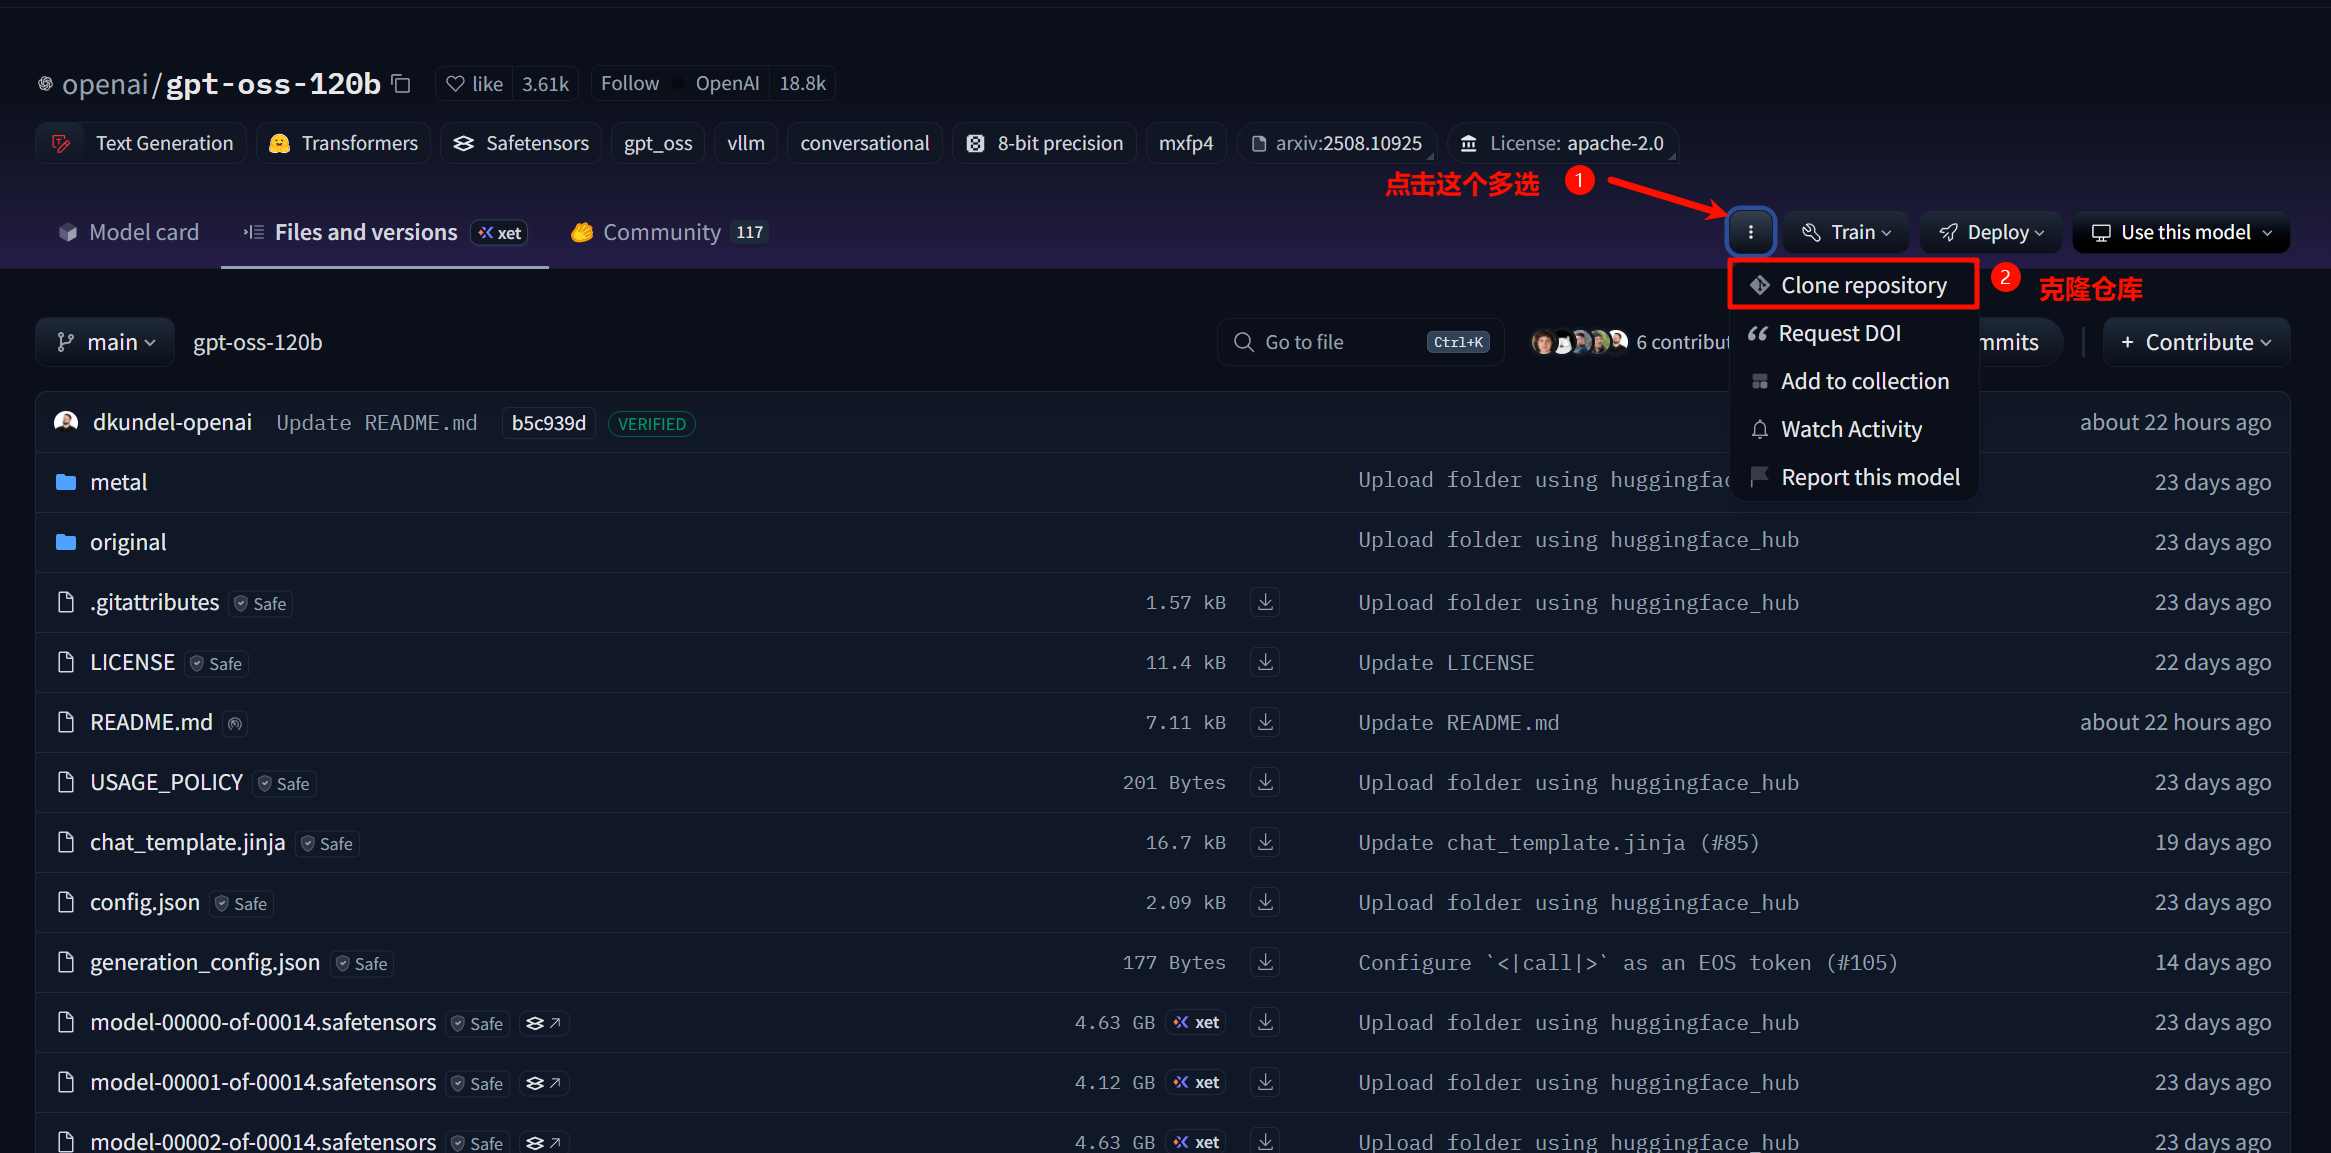 openai/gpt-oss-120b like 3.61k Follow OpenAI 18.8k
Text Generation Transformers Safetensors gpt_oss vllm conversational 8-bit precision mxfp4 arxiv:2508.10925 License: apache-2.0
点击这个多选 1
Model card Files and versions xet Community 117 Train Deploy Use this model
Clone repository 2 克隆仓库
Request DOI
Add to collection
Watch Activity
Report this model
main gpt-oss-120b Go to file Ctrl+K 6 contribut mmits + Contribute
dkundel-openai Update README.md b5c939d VERIFIED about 22 hours ago
metal Upload folder using huggingfac 23 days ago
original Upload folder using huggingface_hub 23 days ago
.gitattributes Safe 1.57 kB Upload folder using huggingface_hub 23 days ago
LICENSE Safe 11.4 kB Update LICENSE 22 days ago
README.md 7.11 kB Update README.md about 22 hours ago
USAGE_POLICY Safe 201 Bytes Upload folder using huggingface_hub 23 days ago
chat_template.jinja Safe 16.7 kB Update chat_template.jinja (#85) 19 days ago
config.json Safe 2.09 kB Upload folder using huggingface_hub 23 days ago
generation_config.json Safe 177 Bytes Configure `<|call|>` as an EOS token (#105) 14 days ago
model-00000-of-00014.safetensors Safe 4.63 GB xet Upload folder using huggingface_hub 23 days ago
model-00001-of-00014.safetensors Safe 4.12 GB xet Upload folder using huggingface_hub 23 days ago
model-00002-of-00014.safetensors Safe 4.63 GB xet Upload folder using huggingface_hub 23 days ago